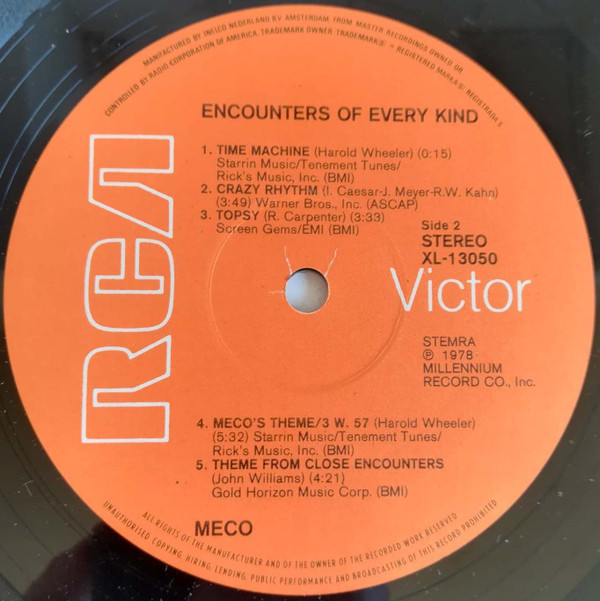 MANUFACTURED BY INELCO NEDERLAND B.V. AMSTERDAM, FROM MASTER RECORDINGS OWNED OR
CONTROLLED BY RADIO CORPORATION OF AMERICA. TRADEMARK OWNER. TRADEMARK(S) ® REGISTERED MARKA(S) REGISTRADA S
ENCOUNTERS OF EVERY KIND
1. TIME MACHINE (Harold Wheeler) (0:15)
Starrin Music/Tenement Tunes/
Rick's Music, Inc. (BMI)
2. CRAZY RHYTHM (I. Caesar-J. Meyer-R.W. Kahn)
(3:49) Warner Bros., Inc. (ASCAP)
3. TOPSY (R. Carpenter) (3:33)
Screen Gems/EMI (BMI)
Side 2
STEREO
XL-13050
RCA
Victor
STEMRA
℗ 1978
MILLENNIUM
RECORD CO., Inc.
4. MECO'S THEME/3 W. 57 (Harold Wheeler)
(5:32) Starrin Music/Tenement Tunes/
Rick's Music, Inc. (BMI)
5. THEME FROM CLOSE ENCOUNTERS
(John Williams) (4:21)
Gold Horizon Music Corp. (BMI)
MECO
ALL RIGHTS OF THE MANUFACTURER AND OF THE OWNER OF THE RECORDED WORK RESERVED
UNAUTHORISED COPYING, HIRING, LENDING, PUBLIC PERFORMANCE AND BROADCASTING OF THIS RECORD PROHIBITED